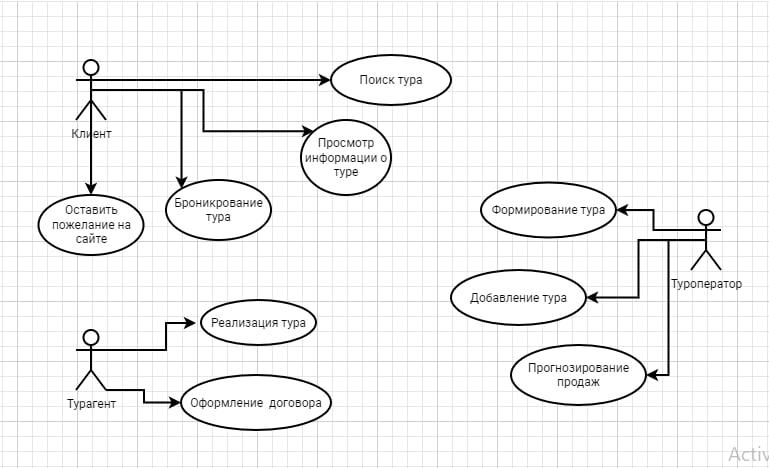 Поиск тура
Клиент
Просмотр
информации о
туре
Оставить
пожелание на
сайте
Броникрование
тура
Формирование тура
Туроператор
Добавление тура
Реализация тура
Прогнозирование
продаж
Турагент
Оформление договора
Activ